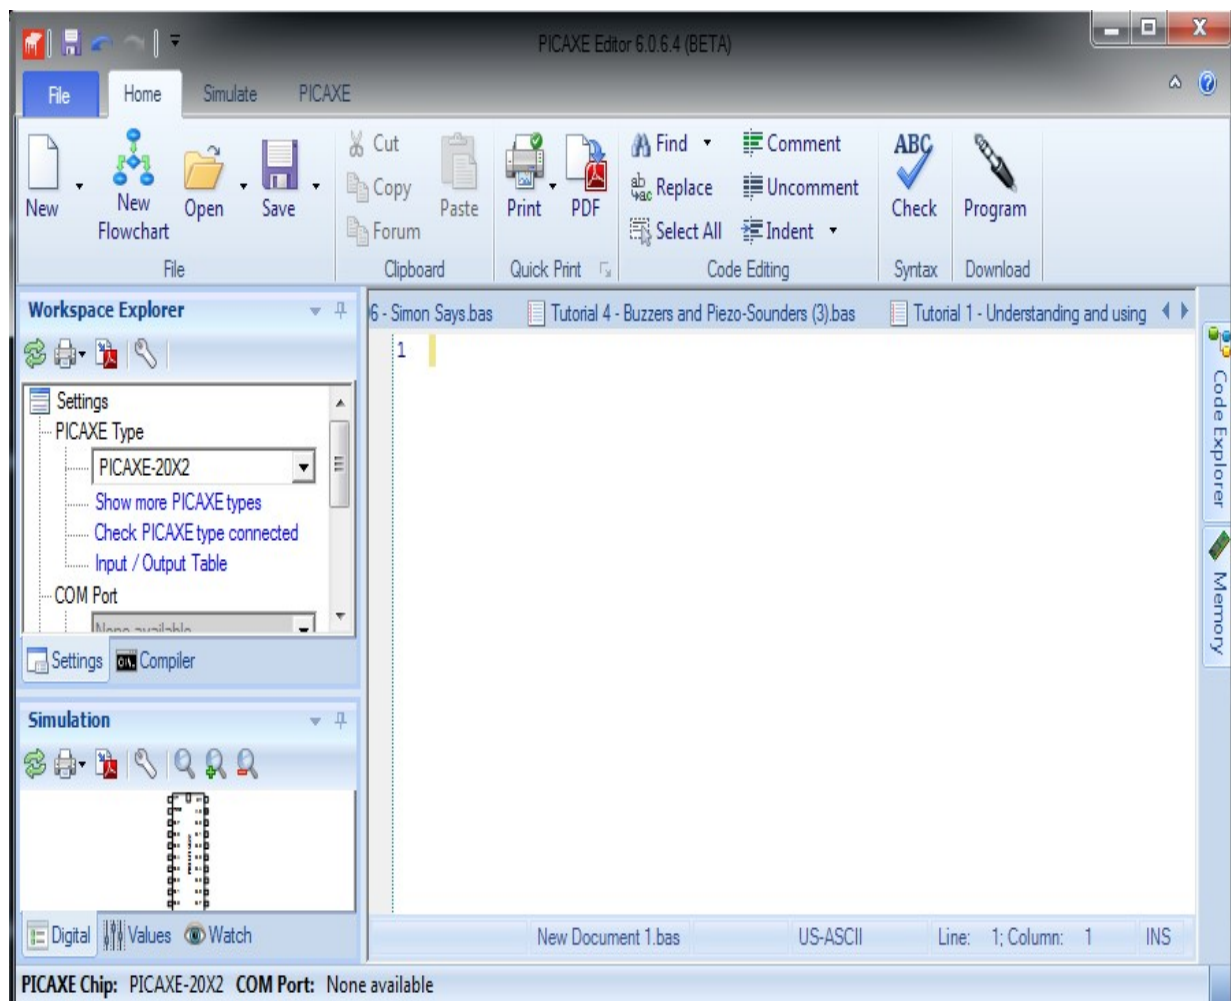 PICAXE Editor 6.0.6.4 (BETA)
File Home Simulate PICAXE
New
New Flowchart
Open
Save
File
Cut
Copy
Forum
Paste
Clipboard
Print
PDF
Quick Print
Find
Replace
Select All
Comment
Uncomment
Indent
Code Editing
ABC
Check
Syntax
Program
Download
Workspace Explorer
Settings
PICAXE Type
PICAXE-20X2
Show more PICAXE types
Check PICAXE type connected
Input / Output Table
COM Port
None available
Settings Compiler
Simulation
Digital Values Watch
06 - Simon Says.bas Tutorial 4 - Buzzers and Piezo-Sounders (3).bas Tutorial 1 - Understanding and using
1
Code Explorer
Memory
New Document 1.bas US-ASCII Line: 1; Column: 1 INS
PICAXE Chip: PICAXE-20X2 COM Port: None available